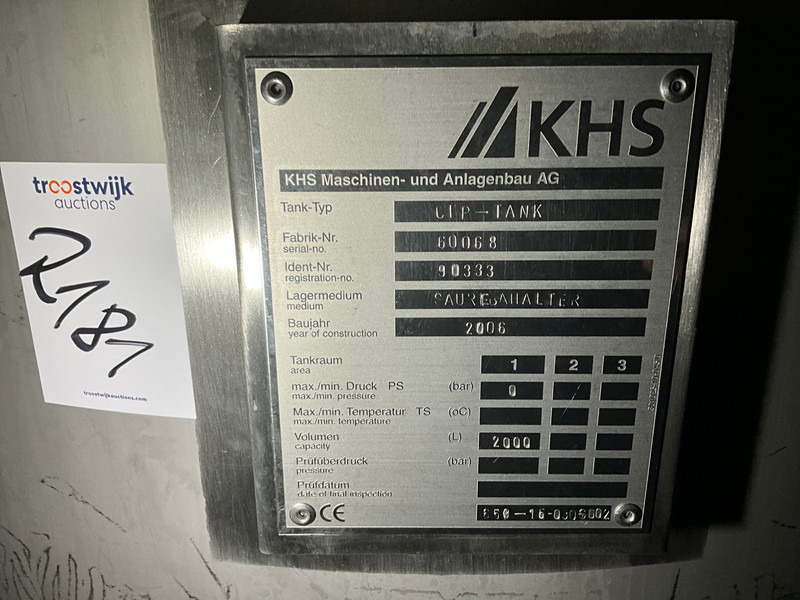 KHS
KHS Maschinen- und Anlagenbau AG
Tank-Typ CIP-TANK
Fabrik-Nr. 60068
serial-no.
Ident-Nr. 90333
registration-no.
Lagermedium
medium
Baujahr 2006
year of construction
Tankraum 1 2 3
area
max./min. Druck PS (bar) 0
max./min. pressure
Max./min. Temperatur TS (oC)
max./min. temperature
Volumen (L) 2000
capacity
Prüfüberdruck (bar)
pressure
Prüfdatum
date of final inspection
CE
troostwijk
auctions
R181
troostwijkauctions.com